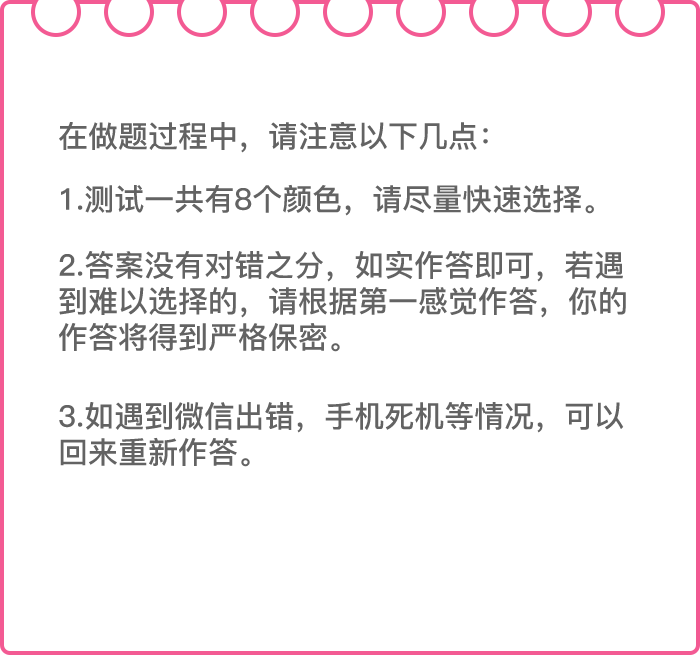 在做题过程中，请注意以下几点：
1.测试一共有8个颜色，请尽量快速选择。
2.答案没有对错之分，如实作答即可，若遇
到难以选择的，请根据第一感觉作答，你的
作答将得到严格保密。
3.如遇到微信出错，手机死机等情况，可以
回来重新作答。